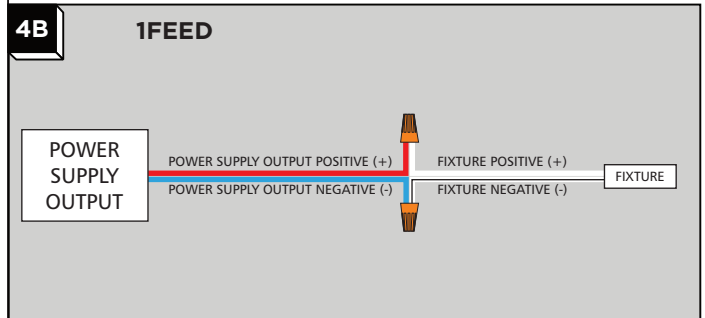 4B
1FEED
POWER
SUPPLY
OUTPUT
POWER SUPPLY OUTPUT POSITIVE (+)
FIXTURE POSITIVE (+)
POWER SUPPLY OUTPUT NEGATIVE (-)
FIXTURE NEGATIVE (-)
FIXTURE